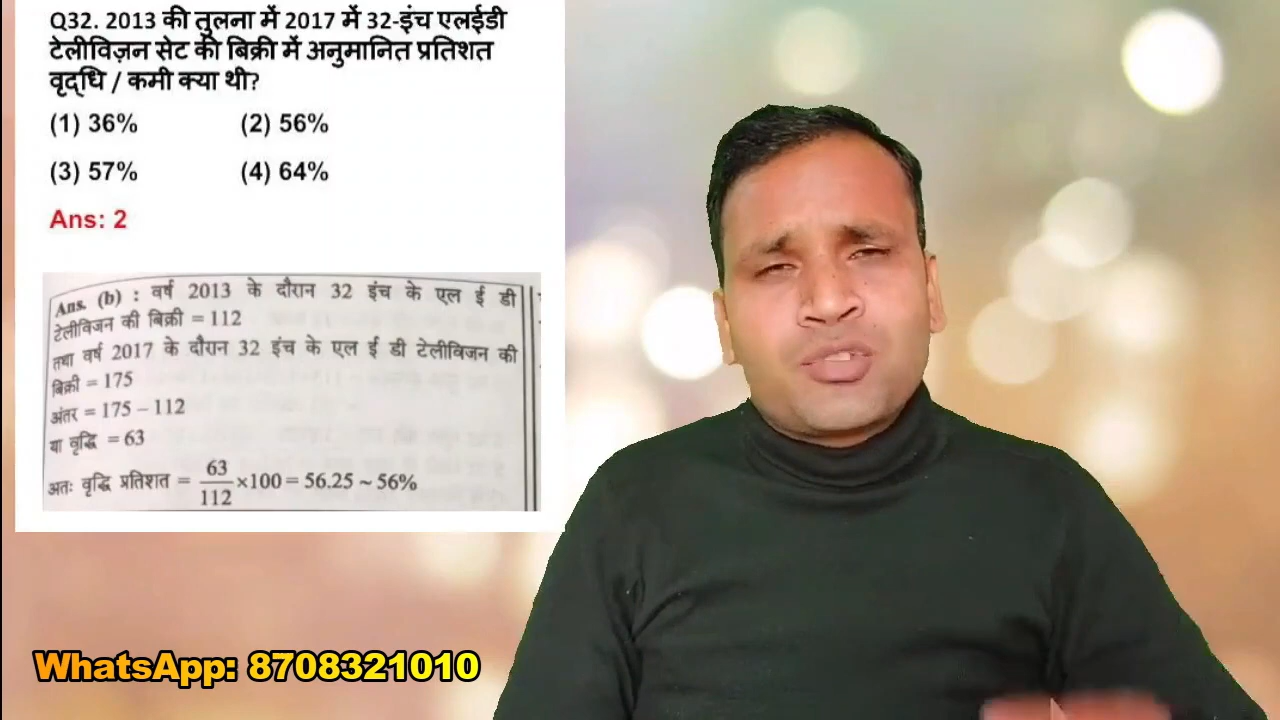 Q32. 2013 की तुलना में 2017 में 32-इंच एलईडी
टेलीविज़न सेट की बिक्री में अनुमानित प्रतिशत
वृद्धि / कमी क्या थी?
(1) 36% (2) 56%
(3) 57% (4) 64%
Ans: 2
Ans. (b) : वर्ष 2013 के दौरान 32 इंच के एल ई डी
टेलीविजन की बिक्री = 112
तथा वर्ष 2017 के दौरान 32 इंच के एल ई डी टेलीविजन की
बिक्री = 175
अंतर = 175 – 112
या वृद्धि = 63
अतः वृद्धि प्रतिशत = 63/112 ×100 = 56.25 ~ 56%
WhatsApp: 8708321010